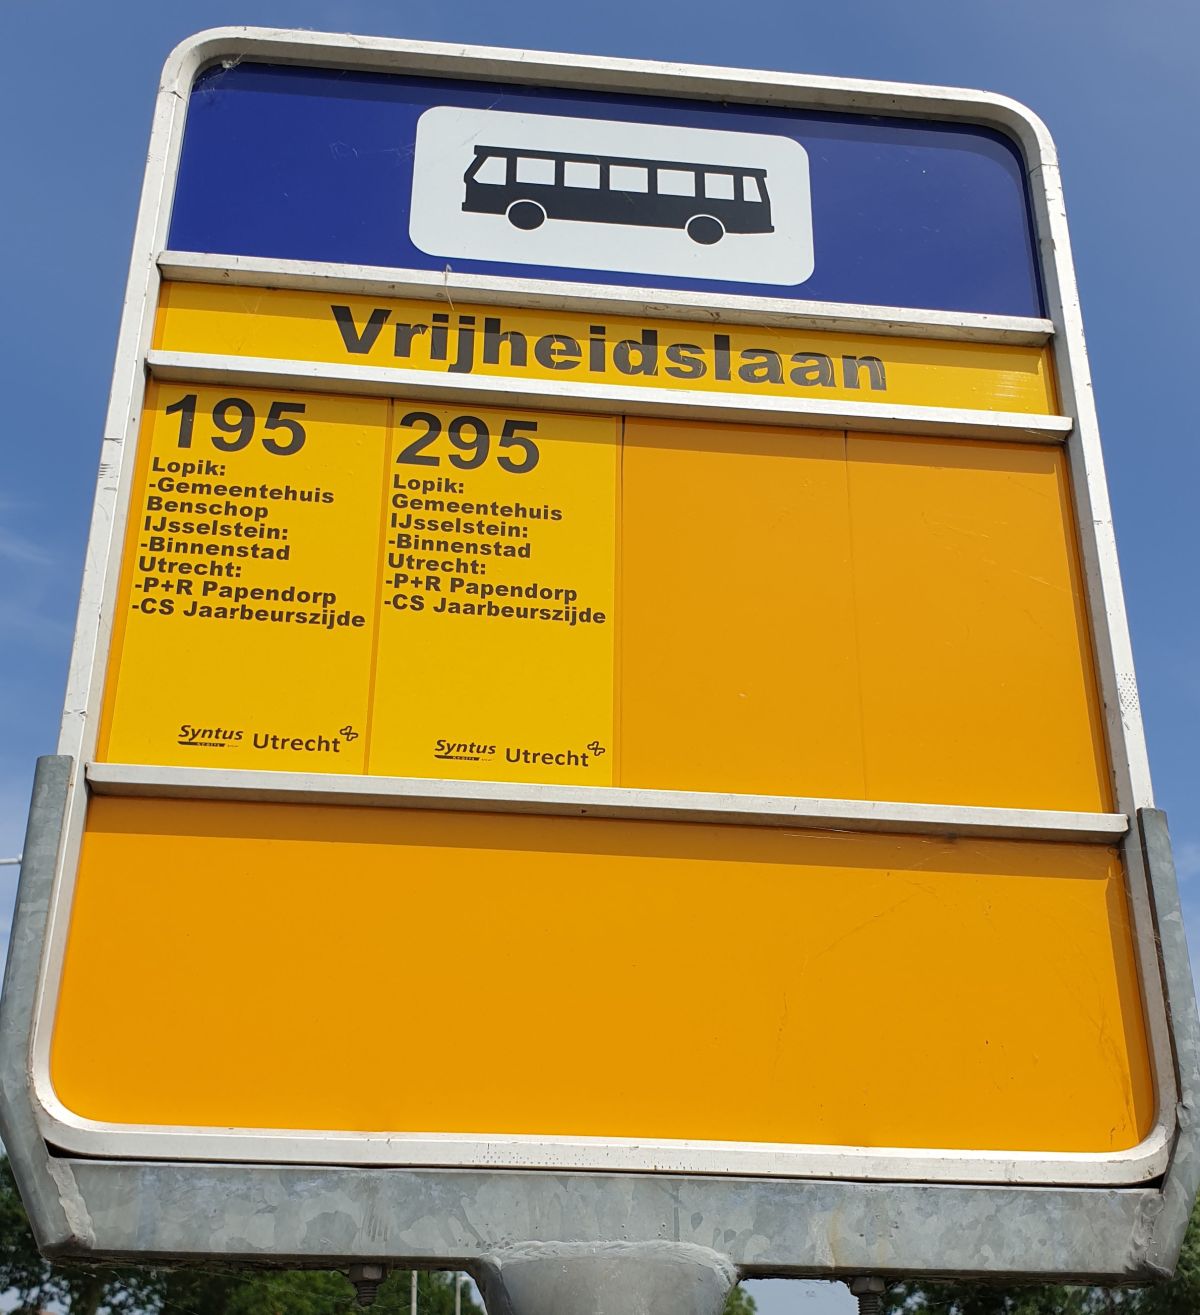 Vrijheidslaan
195
Lopik:
-Gemeentehuis
Benschop
IJsselstein:
-Binnenstad
Utrecht:
-P+R Papendorp
-CS Jaarbeurszijde
Syntus Utrecht
295
Lopik:
Gemeentehuis
IJsselstein:
-Binnenstad
Utrecht:
-P+R Papendorp
-CS Jaarbeurszijde
Syntus Utrecht